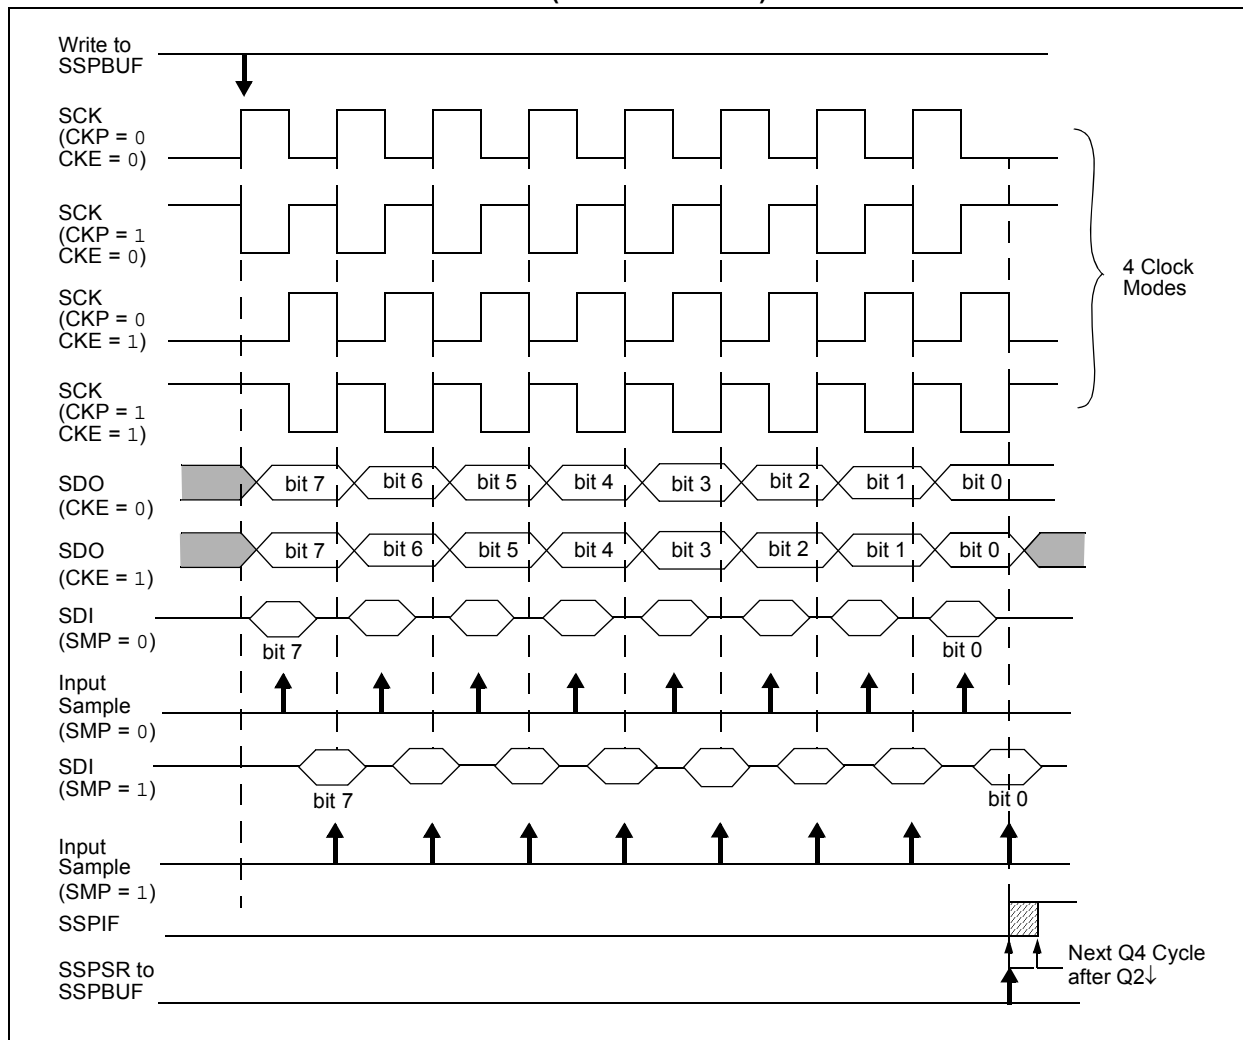 Write to
SSPBUF
SCK
(CKP = 0
CKE = 0)
SCK
(CKP = 1
CKE = 0)
4 Clock
Modes
SCK
(CKP = 0
CKE = 1)
SCK
(CKP = 1
CKE = 1)
SDO
(CKE = 0)
bit 7 bit 6 bit 5 bit 4 bit 3 bit 2 bit 1 bit 0
SDO
(CKE = 1)
bit 7 bit 6 bit 5 bit 4 bit 3 bit 2 bit 1 bit 0
SDI
(SMP = 0)
bit 7 bit 0
Input
Sample
(SMP = 0)
SDI
(SMP = 1)
bit 7 bit 0
Input
Sample
(SMP = 1)
SSPIF
Next Q4 Cycle
after Q2↓
SSPSR to
SSPBUF